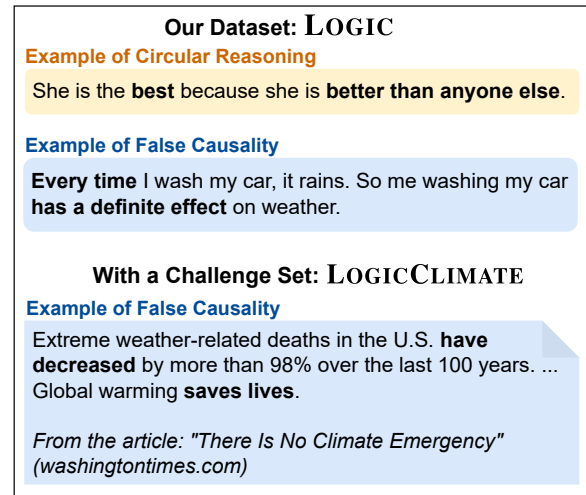 Our Dataset: LOGIC
Example of Circular Reasoning
She is the best because she is better than anyone else.
Example of False Causality
Every time I wash my car, it rains. So me washing my car
has a definite effect on weather.
With a Challenge Set: LOGICCLIMATE
Example of False Causality
Extreme weather-related deaths in the U.S. have
decreased by more than 98% over the last 100 years. ...
Global warming saves lives.
From the article: "There Is No Climate Emergency"
(washingtontimes.com)